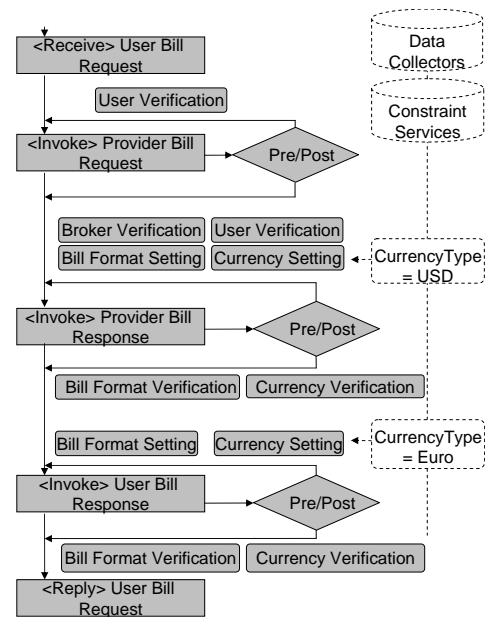 <Receive> User Bill
Request
Data
Collectors
User Verification
Constraint
Services
<Invoke> Provider Bill
Request
Pre/Post
Broker Verification
User Verification
Bill Format Setting
Currency Setting
CurrencyType
= USD
<Invoke> Provider Bill
Response
Pre/Post
Bill Format Verification
Currency Verification
Bill Format Setting
Currency Setting
CurrencyType
= Euro
<Invoke> User Bill
Response
Pre/Post
Bill Format Verification
Currency Verification
<Reply> User Bill
Request